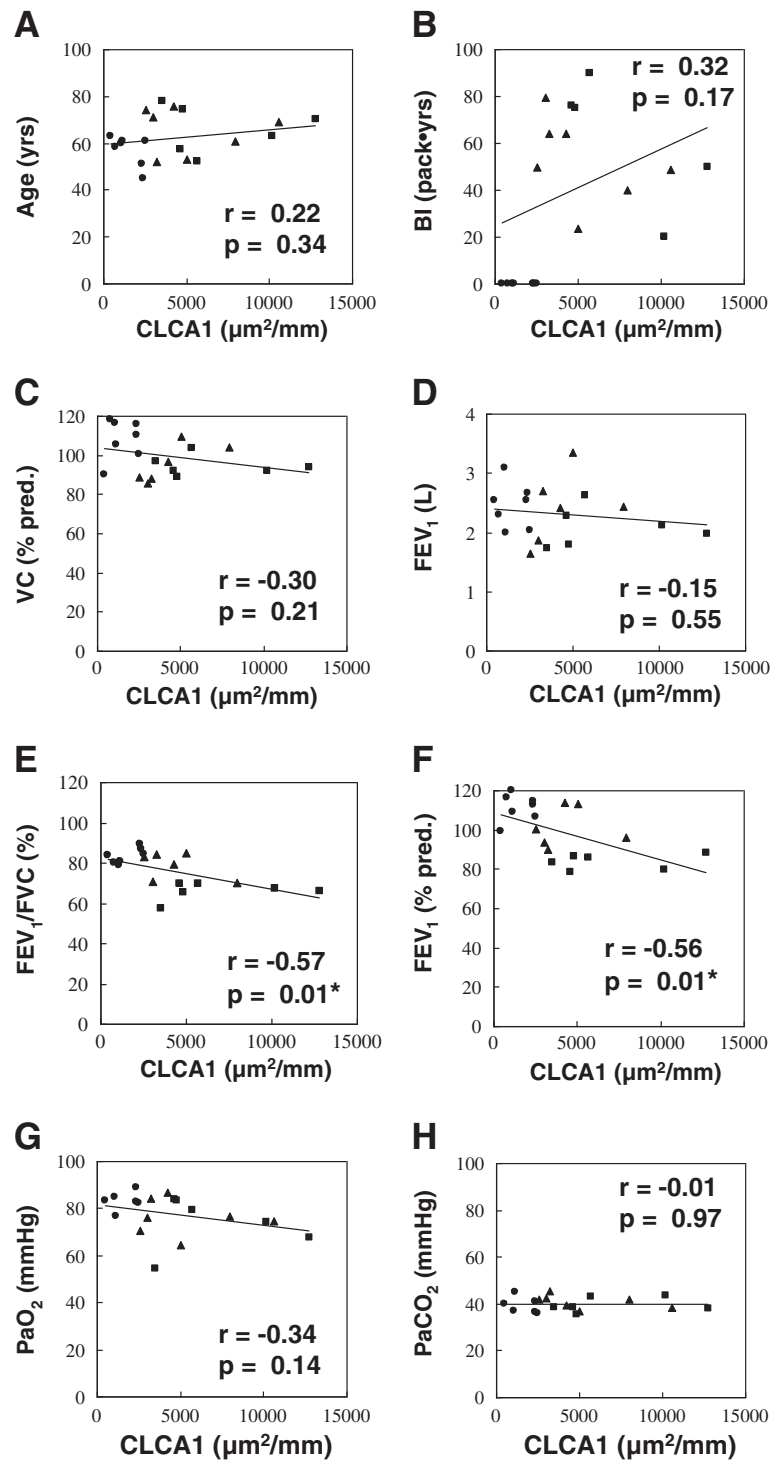 A
100
80
60
40
20
0
Age (yrs)
r = 0.22
p = 0.34
0 5000 10000 15000
CLCA1 (µm²/mm)
B
100
80
60
40
20
0
BI (pack•yrs)
r = 0.32
p = 0.17
0 5000 10000 15000
CLCA1 (µm²/mm)
C
120
100
80
60
40
20
0
VC (% pred.)
r = -0.30
p = 0.21
0 5000 10000 15000
CLCA1 (µm²/mm)
D
4
3
2
1
0
FEV₁ (L)
r = -0.15
p = 0.55
0 5000 10000 15000
CLCA1 (µm²/mm)
E
120
100
80
60
40
20
0
FEV₁/FVC (%)
r = -0.57
p = 0.01*
0 5000 10000 15000
CLCA1 (µm²/mm)
F
120
100
80
60
40
20
0
FEV₁ (% pred.)
r = -0.56
p = 0.01*
0 5000 10000 15000
CLCA1 (µm²/mm)
G
100
80
60
40
20
0
PaO₂ (mmHg)
r = -0.34
p = 0.14
0 5000 10000 15000
CLCA1 (µm²/mm)
H
100
80
60
40
20
0
PaCO₂ (mmHg)
r = -0.01
p = 0.97
0 5000 10000 15000
CLCA1 (µm²/mm)